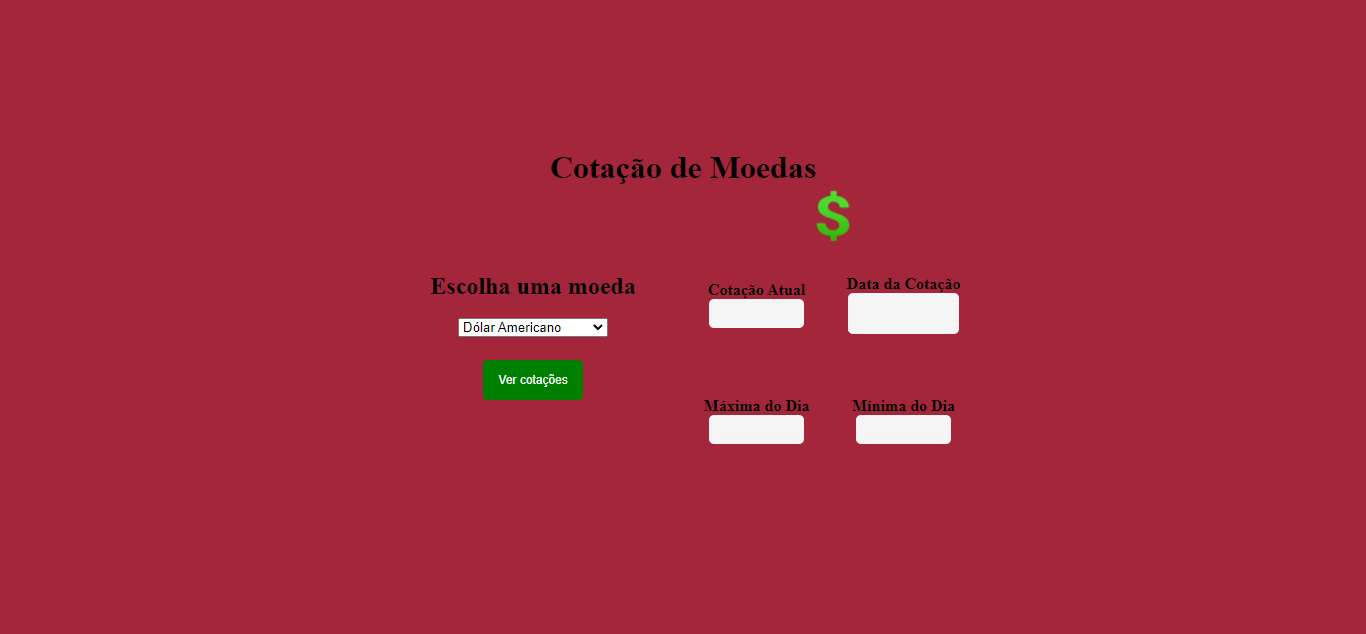 Cotação de Moedas
$
Escolha uma moeda
Dólar Americano
Ver cotações
Cotação Atual
Data da Cotação
Máxima do Dia
Mínima do Dia